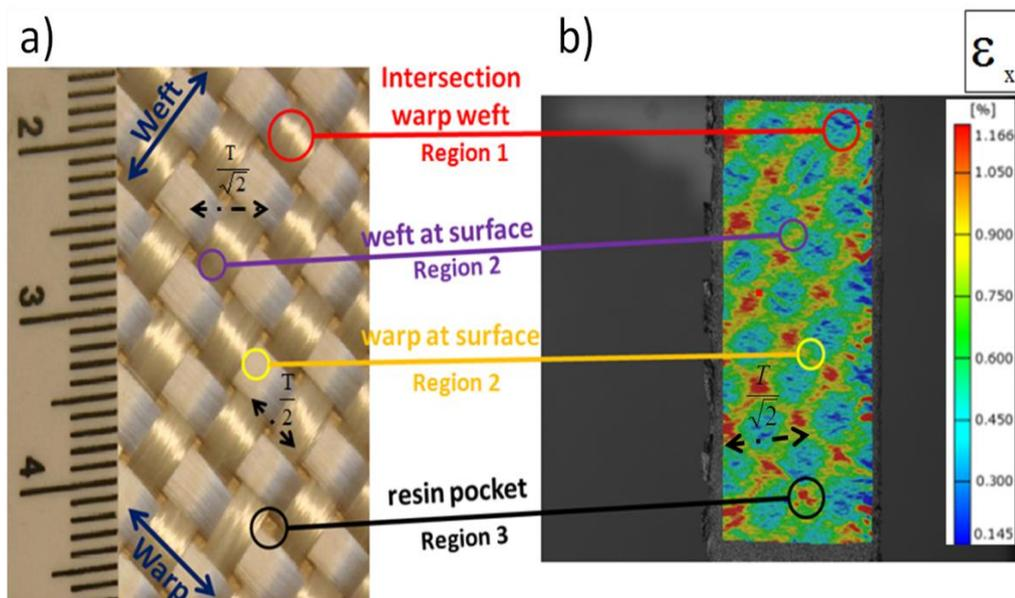 a)
b)
ε x
Weft
Warp
2
3
4
T
√2
T
2
Intersection
warp weft
Region 1
weft at surface
Region 2
warp at surface
Region 2
resin pocket
Region 3
T
√2
[%]
1.166
1.050
0.900
0.750
0.600
0.450
0.300
0.145